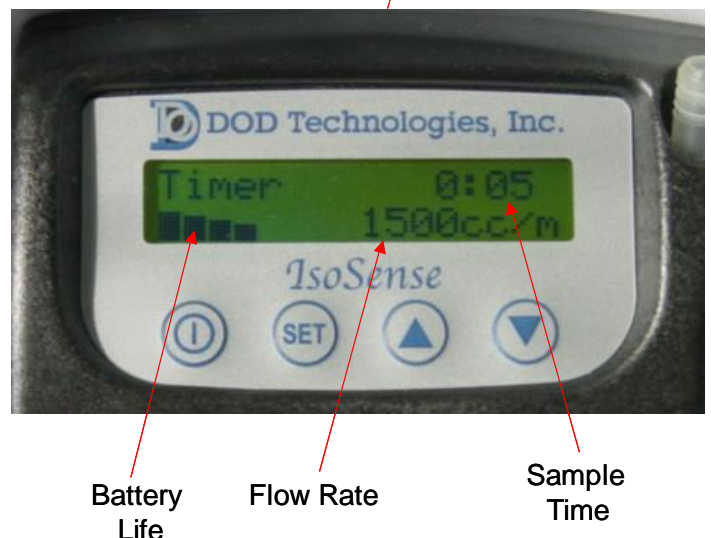 DOD Technologies, Inc.
Timer 0:05
1500cc/m
IsoSense
SET
Battery
Life
Flow Rate
Sample
Time